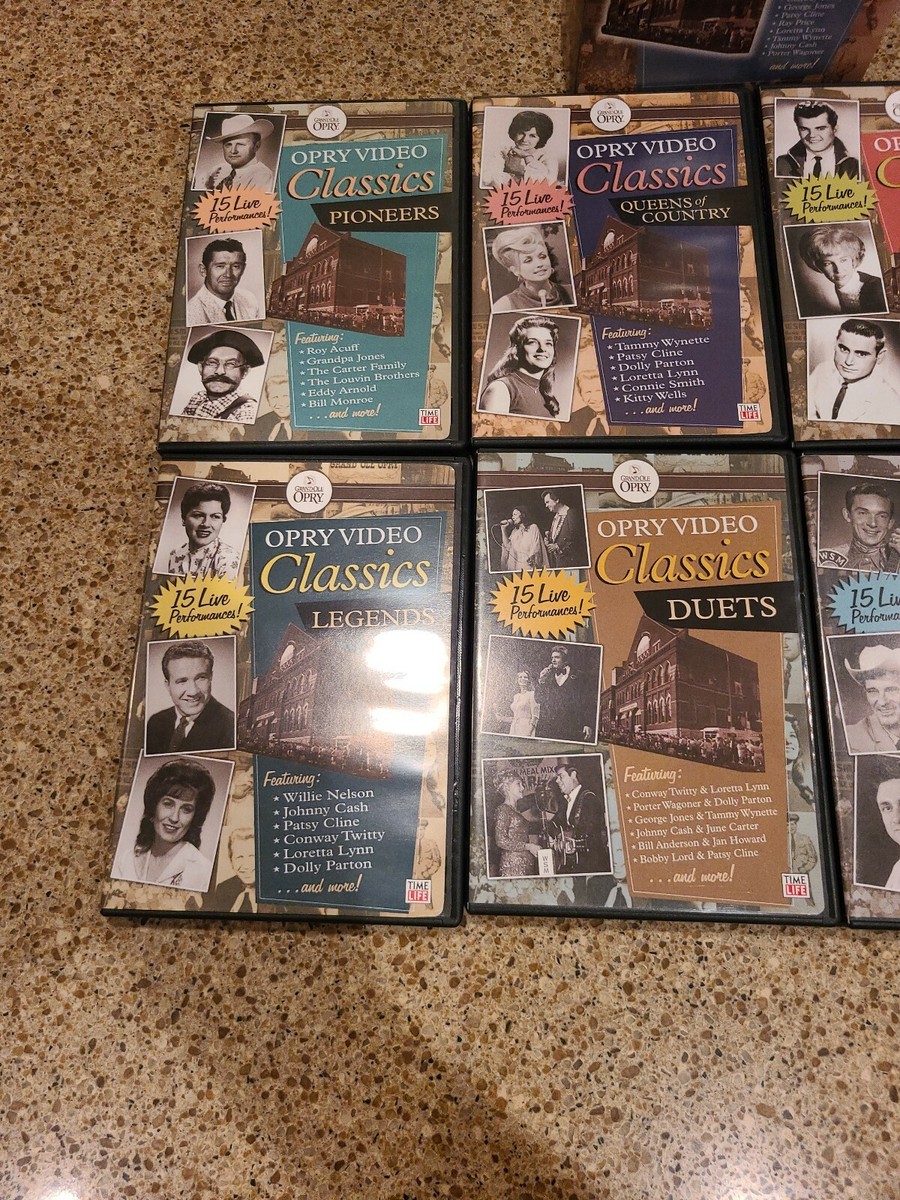 • George Jones
• Patsy Cline
• Ray Price
• Loretta Lynn
• Tammy Wynette
• Johnny Cash
• Porter Wagoner
and more!
GRAND OLE
OPRY
OPRY VIDEO
Classics
15 Live
Performances!
PIONEERS
Featuring:
★ Roy Acuff
★ Grandpa Jones
★ The Carter Family
★ The Louvin Brothers
★ Eddy Arnold
★ Bill Monroe
...and more!
TIME
LIFE
GRAND OLE
OPRY
OPRY VIDEO
Classics
15 Live
Performances!
QUEENS of
COUNTRY
Featuring:
★ Tammy Wynette
★ Patsy Cline
★ Dolly Parton
★ Loretta Lynn
★ Connie Smith
★ Kitty Wells
...and more!
TIME
LIFE
OP
C
15 Live
Performances!
GRAND OLE OPRY
GRAND OLE
OPRY
OPRY VIDEO
Classics
15 Live
Performances!
LEGENDS
Featuring:
★ Willie Nelson
★ Johnny Cash
★ Patsy Cline
★ Conway Twitty
★ Loretta Lynn
★ Dolly Parton
...and more!
TIME
LIFE
GRAND OLE
OPRY
OPRY VIDEO
Classics
15 Live
Performances!
DUETS
MEAL MIX
Featuring:
★ Conway Twitty & Loretta Lynn
★ Porter Wagoner & Dolly Parton
★ George Jones & Tammy Wynette
★ Johnny Cash & June Carter
★ Bill Anderson & Jan Howard
★ Bobby Lord & Patsy Cline
...and more!
TIME
LIFE
WSM
15 Live
Performances!